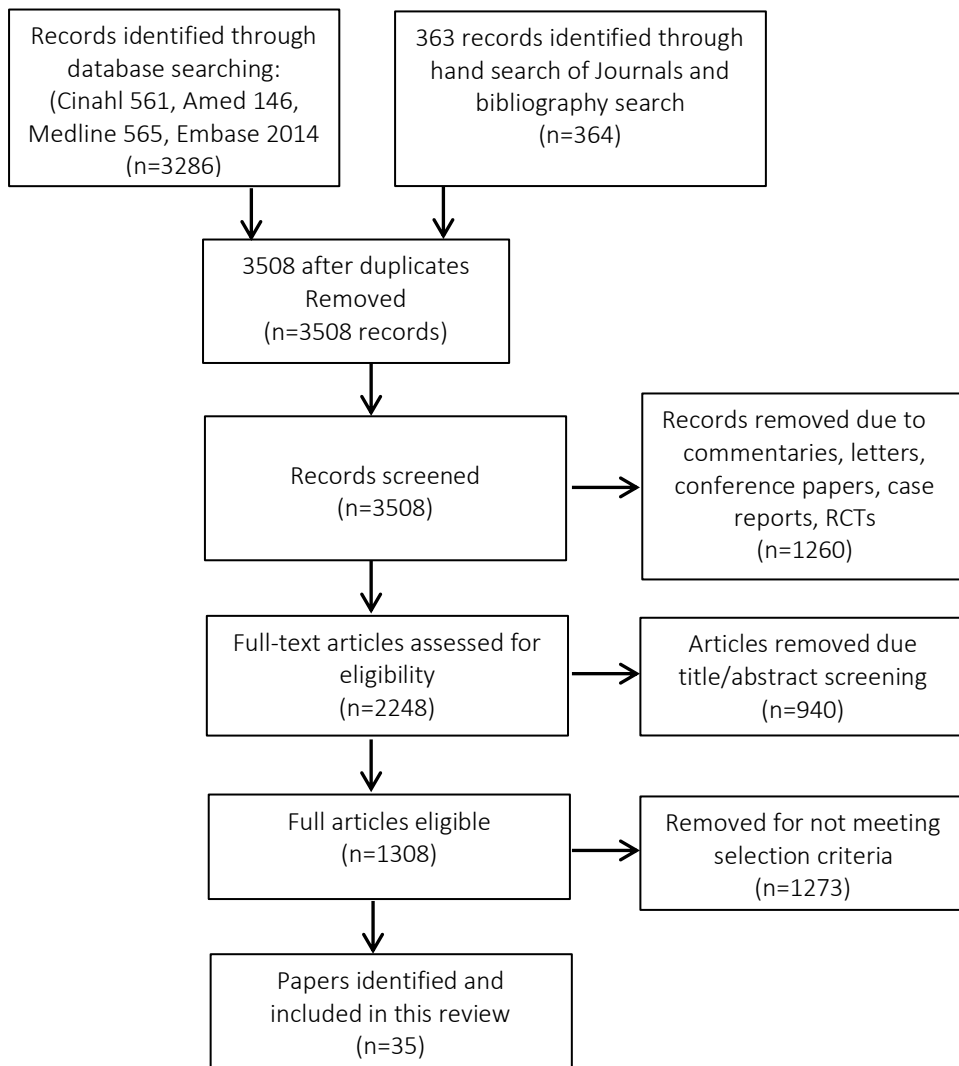 Records identified through
database searching:
(Cinahl 561, Amed 146,
Medline 565, Embase 2014
(n=3286)
363 records identified through
hand search of Journals and
bibliography search
(n=364)
3508 after duplicates
Removed
(n=3508 records)
Records screened
(n=3508)
Records removed due to
commentaries, letters,
conference papers, case
reports, RCTs
(n=1260)
Full-text articles assessed for
eligibility
(n=2248)
Articles removed due
title/abstract screening
(n=940)
Full articles eligible
(n=1308)
Removed for not meeting
selection criteria
(n=1273)
Papers identified and
included in this review
(n=35)